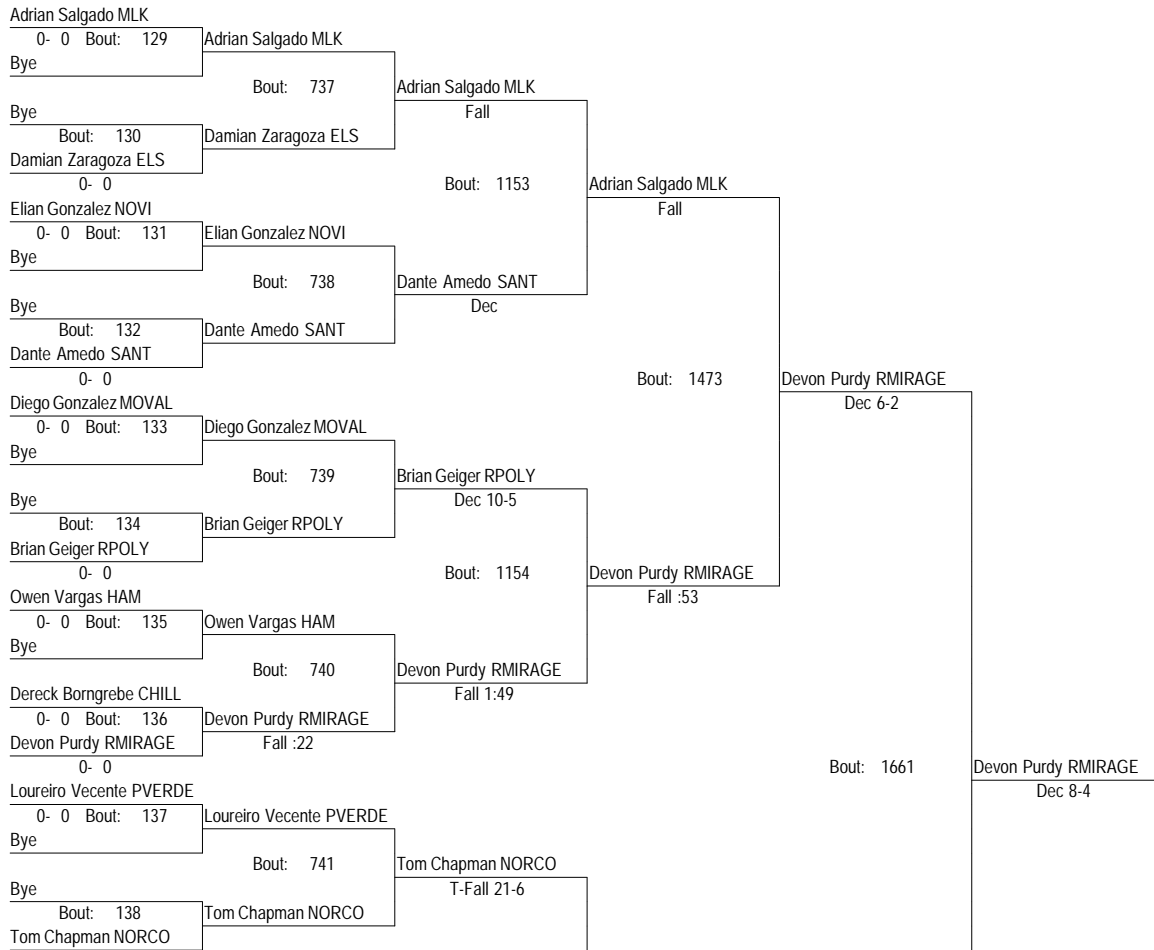 Adrian Salgado MLK
0- 0 Bout: 129 Adrian Salgado MLK
Bye
Bout: 737 Adrian Salgado MLK
Bye Fall
Bout: 130 Damian Zaragoza ELS
Damian Zaragoza ELS
0- 0 Bout: 1153 Adrian Salgado MLK
Elian Gonzalez NOVI Fall
0- 0 Bout: 131 Elian Gonzalez NOVI
Bye
Bout: 738 Dante Amedo SANT
Bye Dec
Bout: 132 Dante Amedo SANT
Dante Amedo SANT
0- 0 Bout: 1473 Devon Purdy RMIRAGE
Diego Gonzalez MOVAL Dec 6-2
0- 0 Bout: 133 Diego Gonzalez MOVAL
Bye
Bout: 739 Brian Geiger RPOLY
Bye Dec 10-5
Bout: 134 Brian Geiger RPOLY
Brian Geiger RPOLY
0- 0 Bout: 1154 Devon Purdy RMIRAGE
Owen Vargas HAM Fall :53
0- 0 Bout: 135 Owen Vargas HAM
Bye
Bout: 740 Devon Purdy RMIRAGE
Dereck Borngrebe CHILL Fall 1:49
0- 0 Bout: 136 Devon Purdy RMIRAGE
Devon Purdy RMIRAGE Fall :22
0- 0 Bout: 1661 Devon Purdy RMIRAGE
Loureiro Vecente PVERDE Dec 8-4
0- 0 Bout: 137 Loureiro Vecente PVERDE
Bye
Bout: 741 Tom Chapman NORCO
Bye T-Fall 21-6
Bout: 138 Tom Chapman NORCO
Tom Chapman NORCO